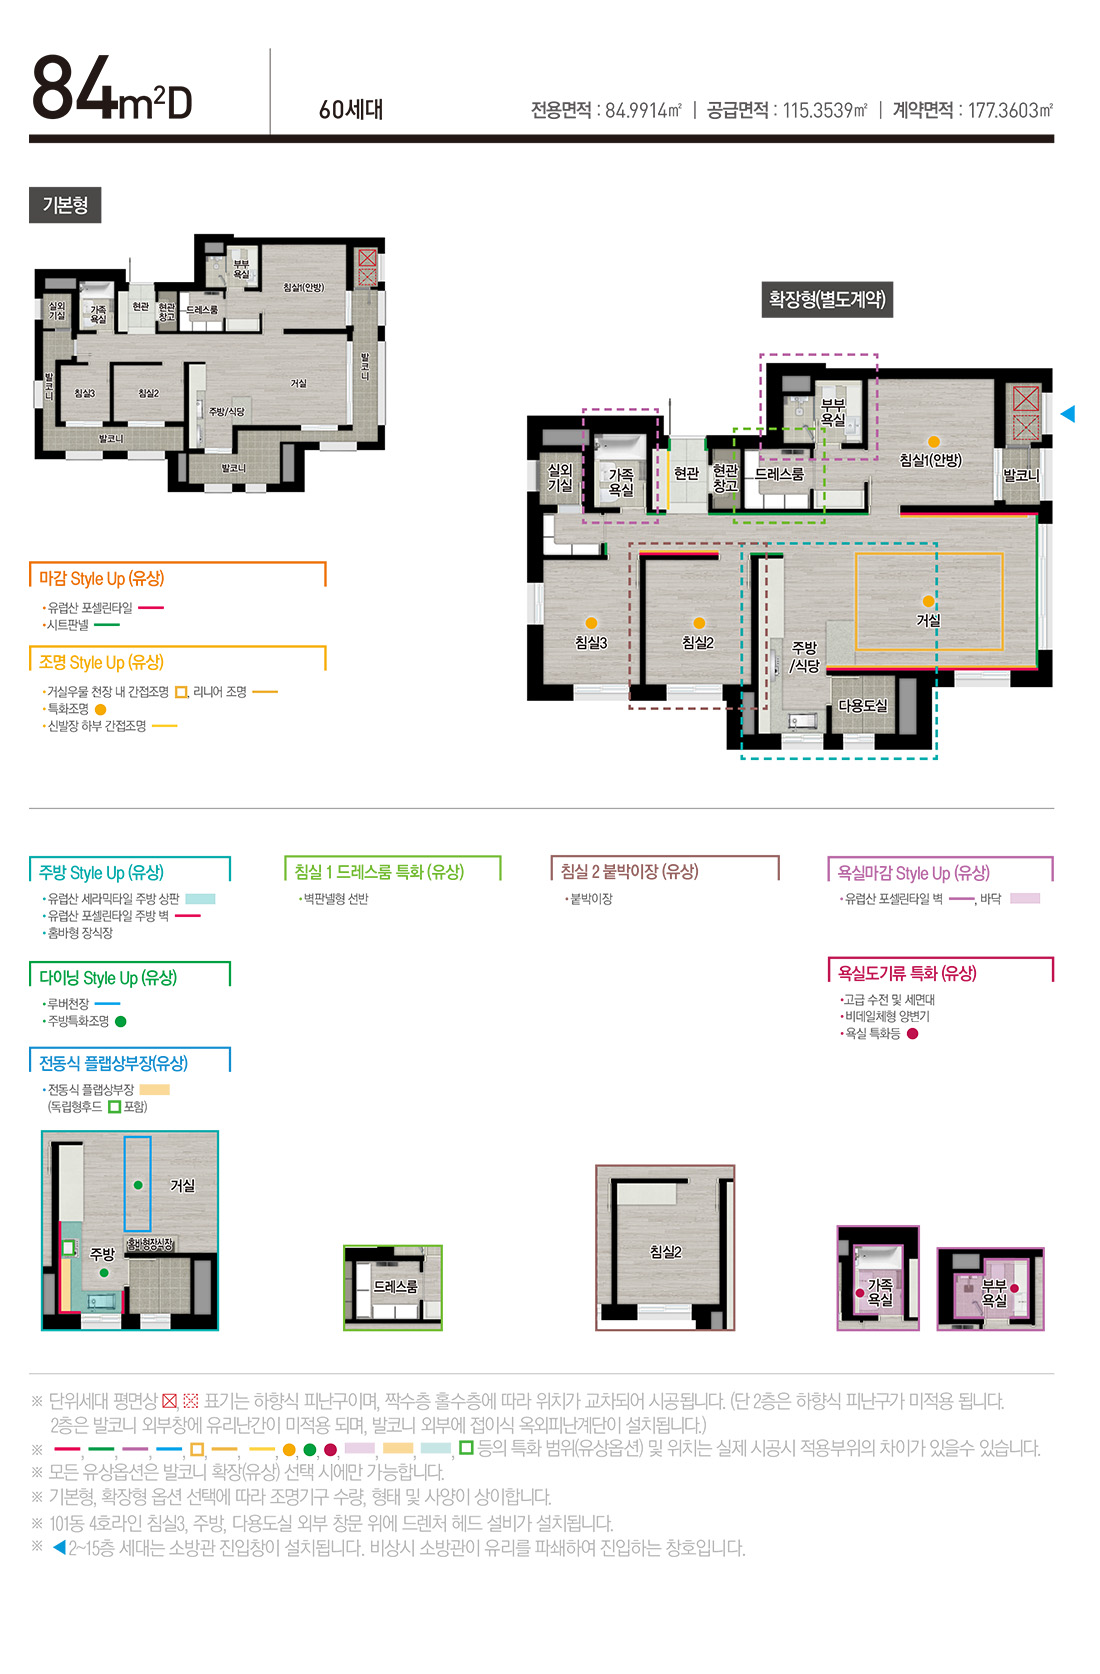 84m²D
60세대
전용면적 : 84.9914㎡ | 공급면적 : 115.3539㎡ | 계약면적 : 177.3603㎡
기본형
실외
기실
가족
욕실
현관
현관
창고
드레스룸
부부
욕실
침실1(안방)
발코니
발코니
침실3
침실2
주방/식당
거실
발코니
발코니
확장형(별도계약)
실외
기실
가족
욕실
현관
현관
창고
드레스룸
부부
욕실
침실1(안방)
발코니
침실3
침실2
주방
/식당
거실
다용도실
마감 Style Up (유상)
•유럽산 포셀린타일
•시트판넬
조명 Style Up (유상)
•거실우물 천장 내 간접조명 , 리니어 조명
•특화조명
•신발장 하부 간접조명
주방 Style Up (유상)
•유럽산 세라믹타일 주방 상판
•유럽산 포셀린타일 주방 벽
•홈바형 장식장
다이닝 Style Up (유상)
•루버천장
•주방특화조명
전동식 플랩상부장(유상)
•전동식 플랩상부장
(독립형후드 포함)
거실
주방
홈바형장식장
침실 1 드레스룸 특화 (유상)
•벽판넬형 선반
드레스룸
침실 2 붙박이장 (유상)
•붙박이장
침실2
욕실마감 Style Up (유상)
•유럽산 포셀린타일 벽 , 바닥
욕실도기류 특화 (유상)
•고급 수전 및 세면대
•비데일체형 양변기
•욕실 특화등
가족
욕실
부부
욕실
※ 단위세대 평면상 , 표기는 하향식 피난구이며, 짝수층 홀수층에 따라 위치가 교차되어 시공됩니다. (단 2층은 하향식 피난구가 미적용 됩니다.
2층은 발코니 외부창에 유리난간이 미적용 되며, 발코니 외부에 접이식 옥외피난계단이 설치됩니다.)
※ , , , , , , , , , , , , , 등의 특화 범위(유상옵션) 및 위치는 실제 시공시 적용부위의 차이가 있을수 있습니다.
※ 모든 유상옵션은 발코니 확장(유상) 선택 시에만 가능합니다.
※ 기본형, 확장형 옵션 선택에 따라 조명기구 수량, 형태 및 사양이 상이합니다.
※ 101동 4호라인 침실3, 주방, 다용도실 외부 창문 위에 드렌처 헤드 설비가 설치됩니다.
※ ◀2~15층 세대는 소방관 진입창이 설치됩니다. 비상시 소방관이 유리를 파쇄하여 진입하는 창호입니다.